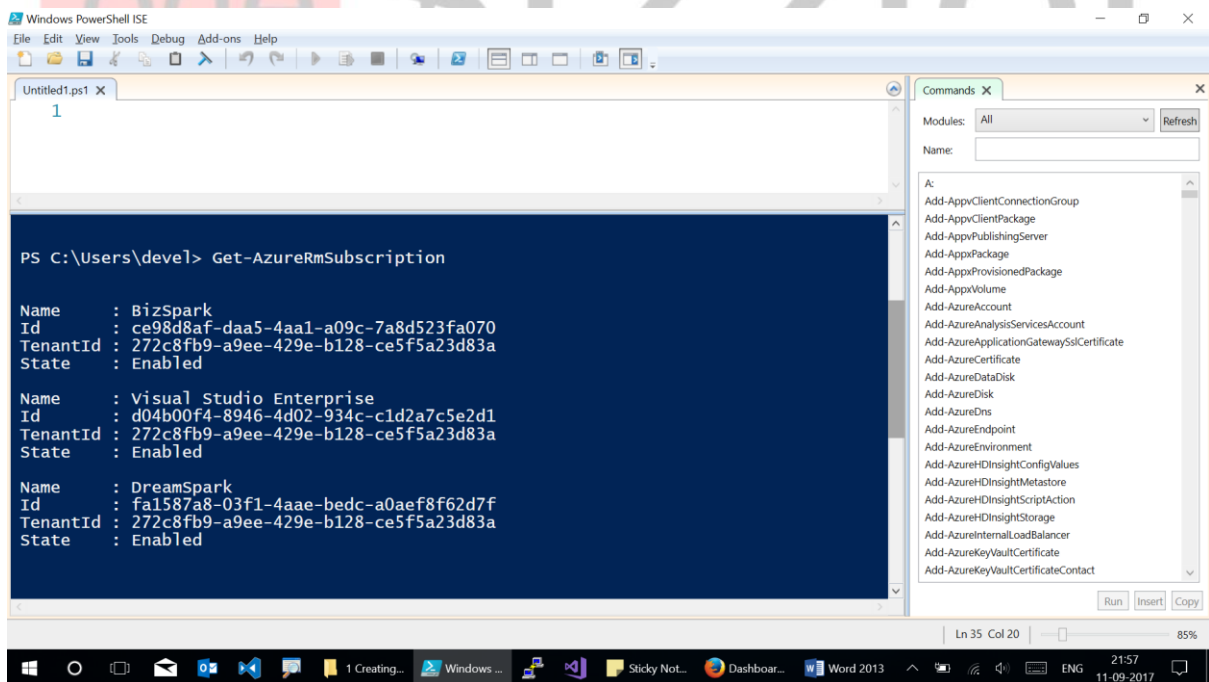 Windows PowerShell ISE
File Edit View Tools Debug Add-ons Help
Untitled1.ps1
1
PS C:\Users\devel> Get-AzureRmSubscription
Name : BizSpark
Id : ce98d8af-daa5-4aa1-a09c-7a8d523fa070
TenantId : 272c8fb9-a9ee-429e-b128-ce5f5a23d83a
State : Enabled
Name : Visual Studio Enterprise
Id : d04b00f4-8946-4d02-934c-c1d2a7c5e2d1
TenantId : 272c8fb9-a9ee-429e-b128-ce5f5a23d83a
State : Enabled
Name : DreamSpark
Id : fa1587a8-03f1-4aae-bedc-a0aef8f62d7f
TenantId : 272c8fb9-a9ee-429e-b128-ce5f5a23d83a
State : Enabled
Commands
Modules: All Refresh
Name:
A:
Add-AppvClientConnectionGroup
Add-AppvClientPackage
Add-AppvPublishingServer
Add-AppxPackage
Add-AppxProvisionedPackage
Add-AppxVolume
Add-AzureAccount
Add-AzureAnalysisServicesAccount
Add-AzureApplicationGatewaySslCertificate
Add-AzureCertificate
Add-AzureDataDisk
Add-AzureDisk
Add-AzureDns
Add-AzureEndpoint
Add-AzureEnvironment
Add-AzureHDInsightConfigValues
Add-AzureHDInsightMetastore
Add-AzureHDInsightScriptAction
Add-AzureHDInsightStorage
Add-AzureInternalLoadBalancer
Add-AzureKeyVaultCertificate
Add-AzureKeyVaultCertificateContact
Run Insert Copy
Ln 35 Col 20 85%
1 Creating... Windows ... Sticky Not... Dashboar... Word 2013 ENG 21:57
11-09-2017